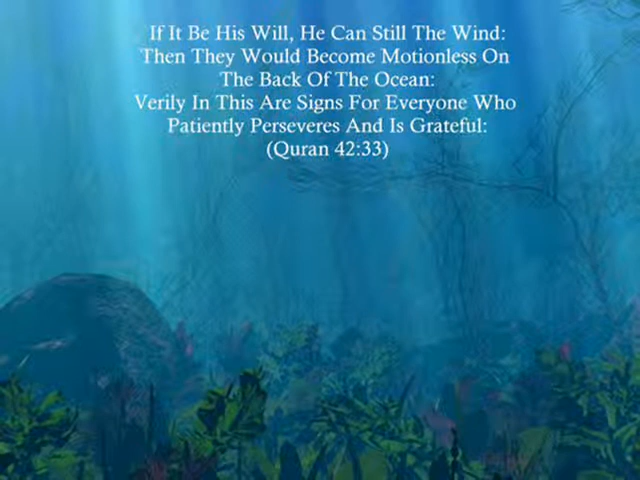 If It Be His Will, He Can Still The Wind:
Then They Would Become Motionless On
The Back Of The Ocean:
Verily In This Are Signs For Everyone Who
Patiently Perseveres And Is Grateful:
(Quran 42:33)